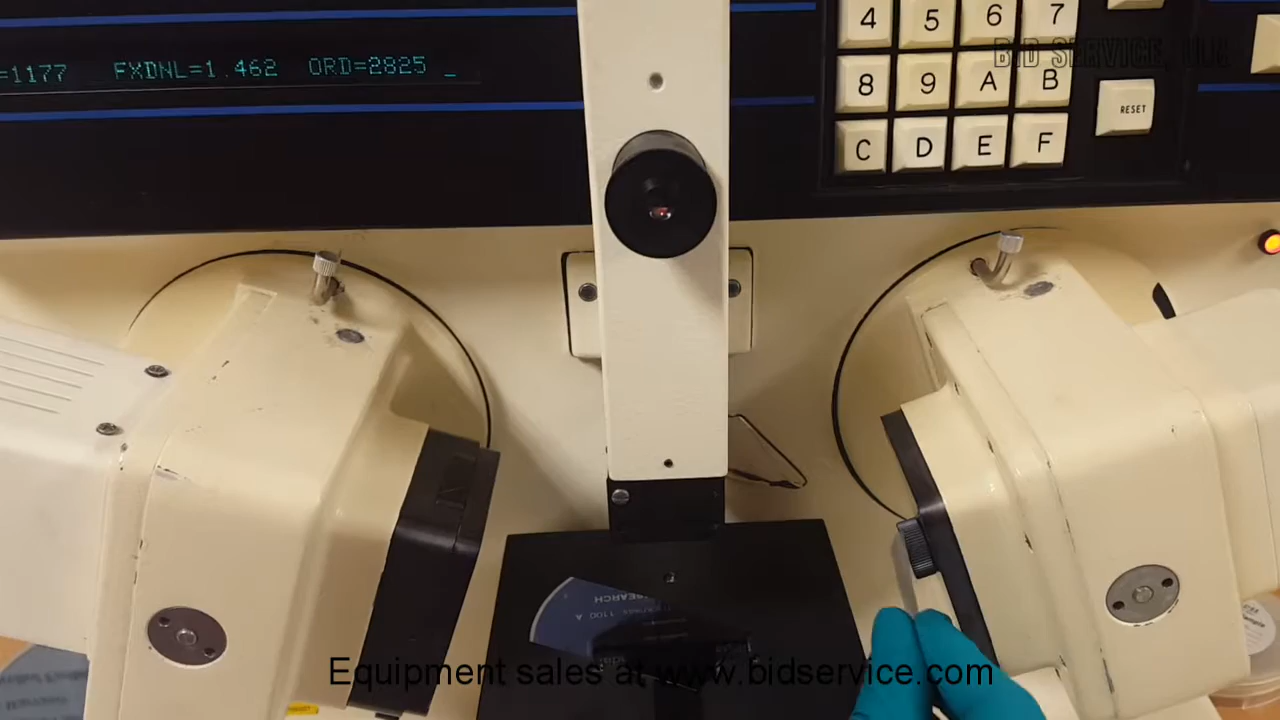 =1177 FXDNL=1.462 ORD=2825 _
4 5 6 7
8 9 A B
C D E F
RESET
BID SERVICE, LLC
1100 A
Equipment sales at www.bidservice.com